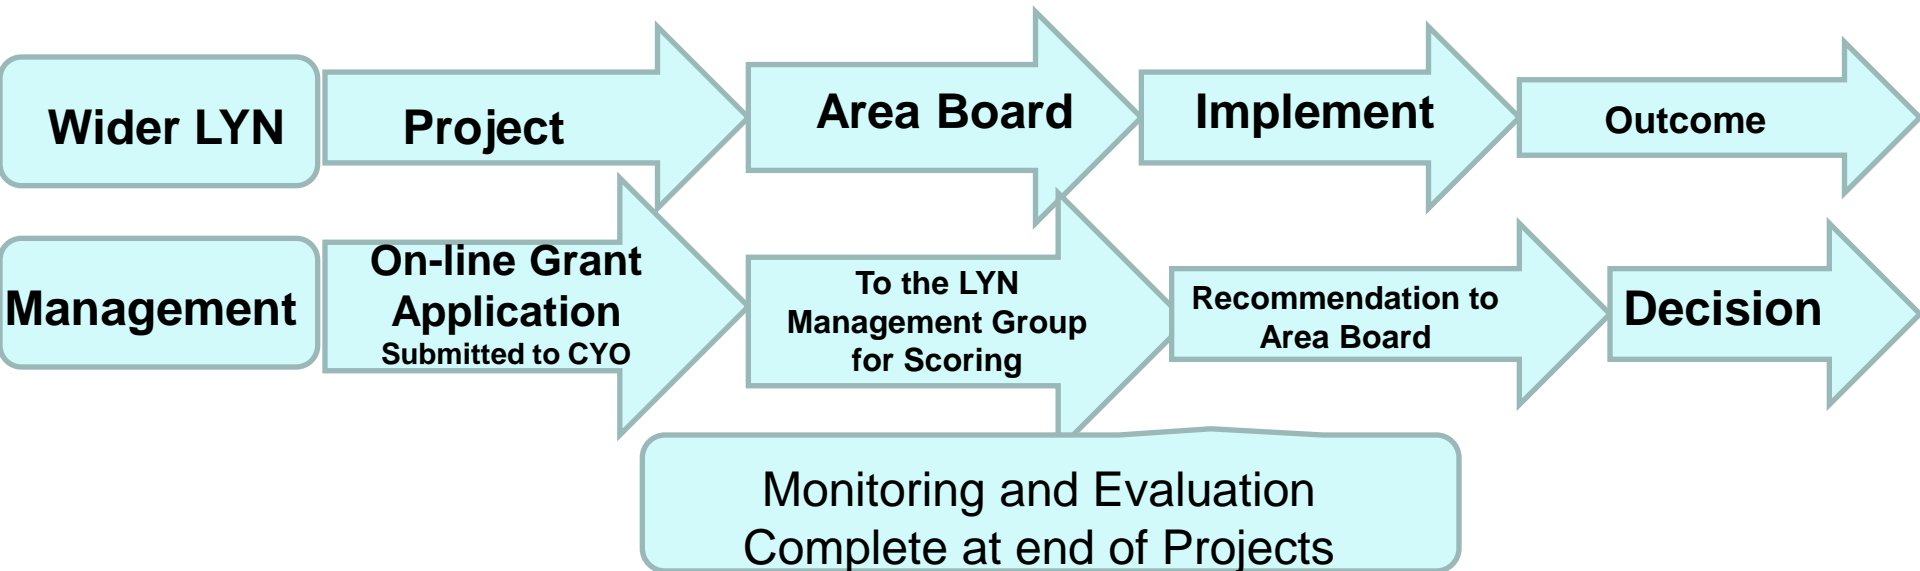 Wider LYN
Project
Area Board
Implement
Outcome
Management
On-line Grant
Application
Submitted to CYO
To the LYN
Management Group
for Scoring
Recommendation to
Area Board
Decision
Monitoring and Evaluation
Complete at end of Projects